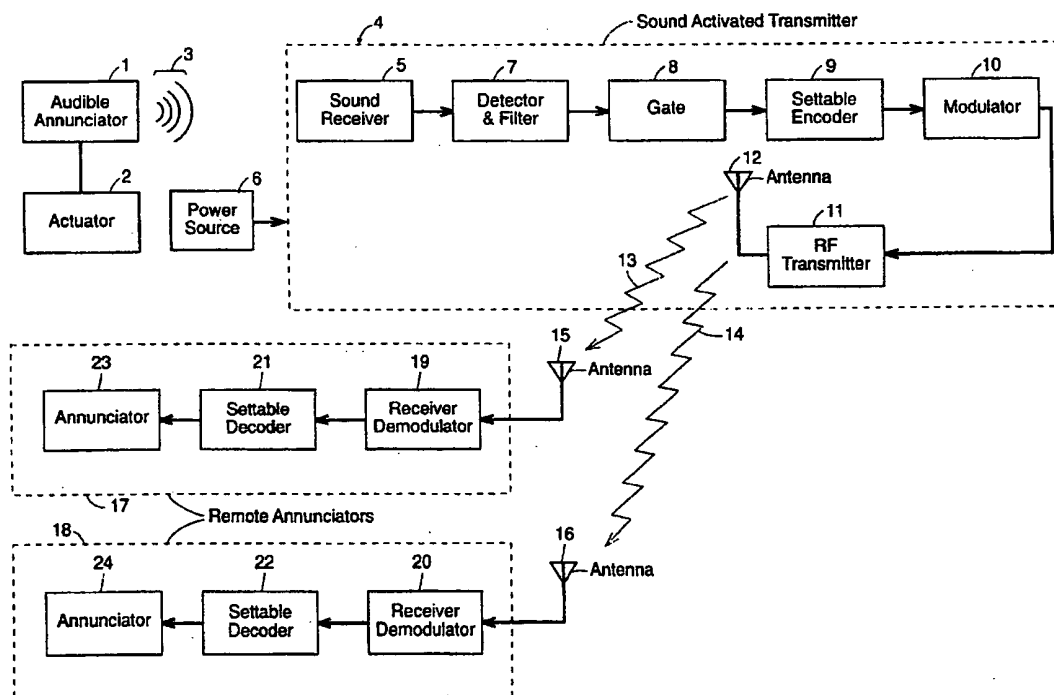 4
Sound Activated Transmitter
1
3
5
7
8
9
10
Audible
Annunciator
Sound
Receiver
Detector
& Filter
Gate
Settable
Encoder
Modulator
2
6
12
Antenna
Actuator
Power
Source
11
RF
Transmitter
13
14
15
Antenna
23
21
19
Annunciator
Settable
Decoder
Receiver
Demodulator
17
Remote Annunciators
18
16
Antenna
24
22
20
Annunciator
Settable
Decoder
Receiver
Demodulator